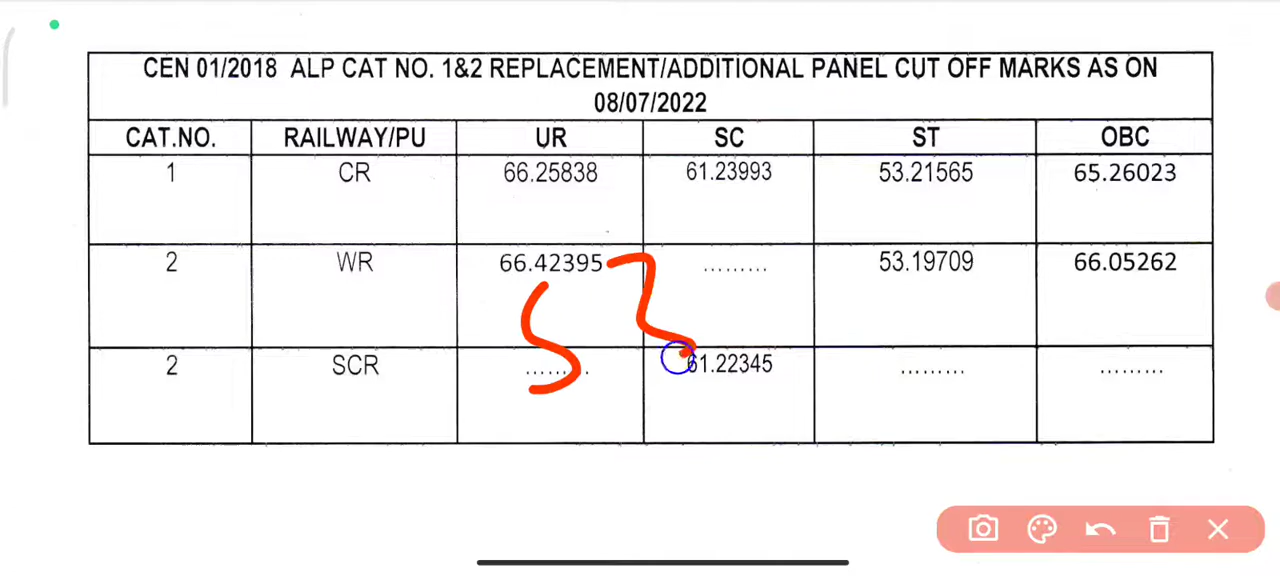 CEN 01/2018 ALP CAT NO. 1&2 REPLACEMENT/ADDITIONAL PANEL CUT OFF MARKS AS ON
08/07/2022
CAT.NO. RAILWAY/PU UR SC ST OBC
1 CR 66.25838 61.23993 53.21565 65.26023
2 WR 66.42395 ......... 53.19709 66.05262
2 SCR ......... 61.22345 ......... .........
53